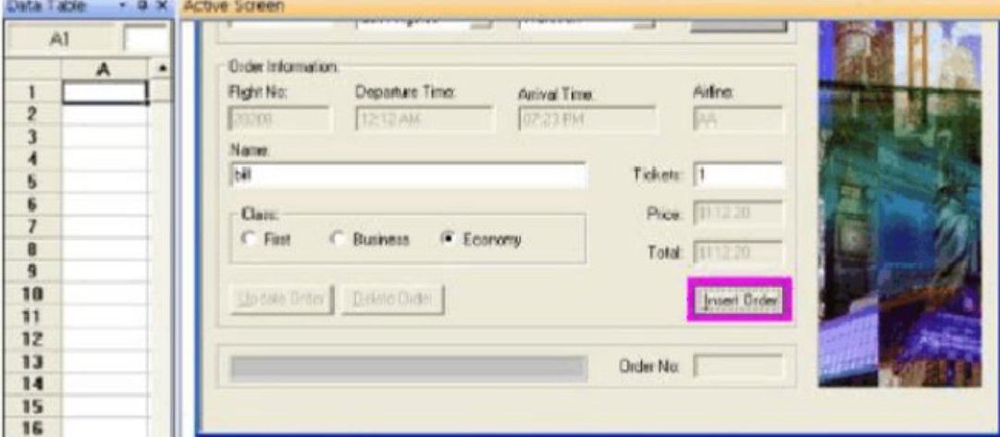 Data Table
Active Screen
A1
A
1
2
3
4
5
6
7
8
9
10
11
12
13
14
15
16
Order Information:
Flight No:
Departure Time:
Arrival Time:
Airline:
12:12 AM
07:23 PM
AA
Name:
bill
Tickets:
1
Class:
First
Business
Economy
Price:
$112.20
Total:
$112.20
Update Order
Delete Order
Insert Order
Order No: